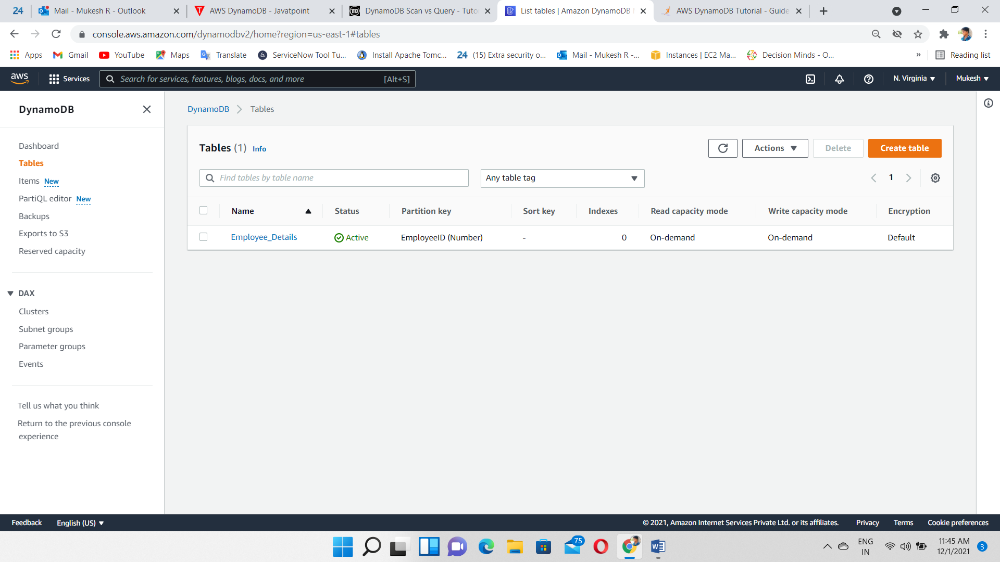 24
Mail - Mukesh R - Outlook
AWS DynamoDB - Javatpoint
TD
DynamoDB Scan vs Query - Tuto
List tables | Amazon DynamoDB
AWS DynamoDB Tutorial - Guide
console.aws.amazon.com/dynamodbv2/home?region=us-east-1#tables
Apps
Gmail
YouTube
Maps
Translate
ServiceNow Tool Tu...
Install Apache Tomc...
24 (15) Extra security o...
Mail - Mukesh R -...
Instances | EC2 Ma...
Decision Minds - O...
»
Reading list
aws
Services
Search for services, features, blogs, docs, and more
[Alt+S]
N. Virginia
Mukesh
DynamoDB
Dashboard
Tables
Items New
PartiQL editor New
Backups
Exports to S3
Reserved capacity
DAX
Clusters
Subnet groups
Parameter groups
Events
Tell us what you think
Return to the previous console
experience
DynamoDB > Tables
Tables (1) Info
Actions
Delete
Create table
Find tables by table name
Any table tag
1
Name Status Partition key Sort key Indexes Read capacity mode Write capacity mode Encryption
Employee_Details Active EmployeeID (Number) - 0 On-demand On-demand Default
Feedback
English (US)
© 2021, Amazon Internet Services Private Ltd. or its affiliates.
Privacy
Terms
Cookie preferences
75
ENG
IN
11:45 AM
12/1/2021
3